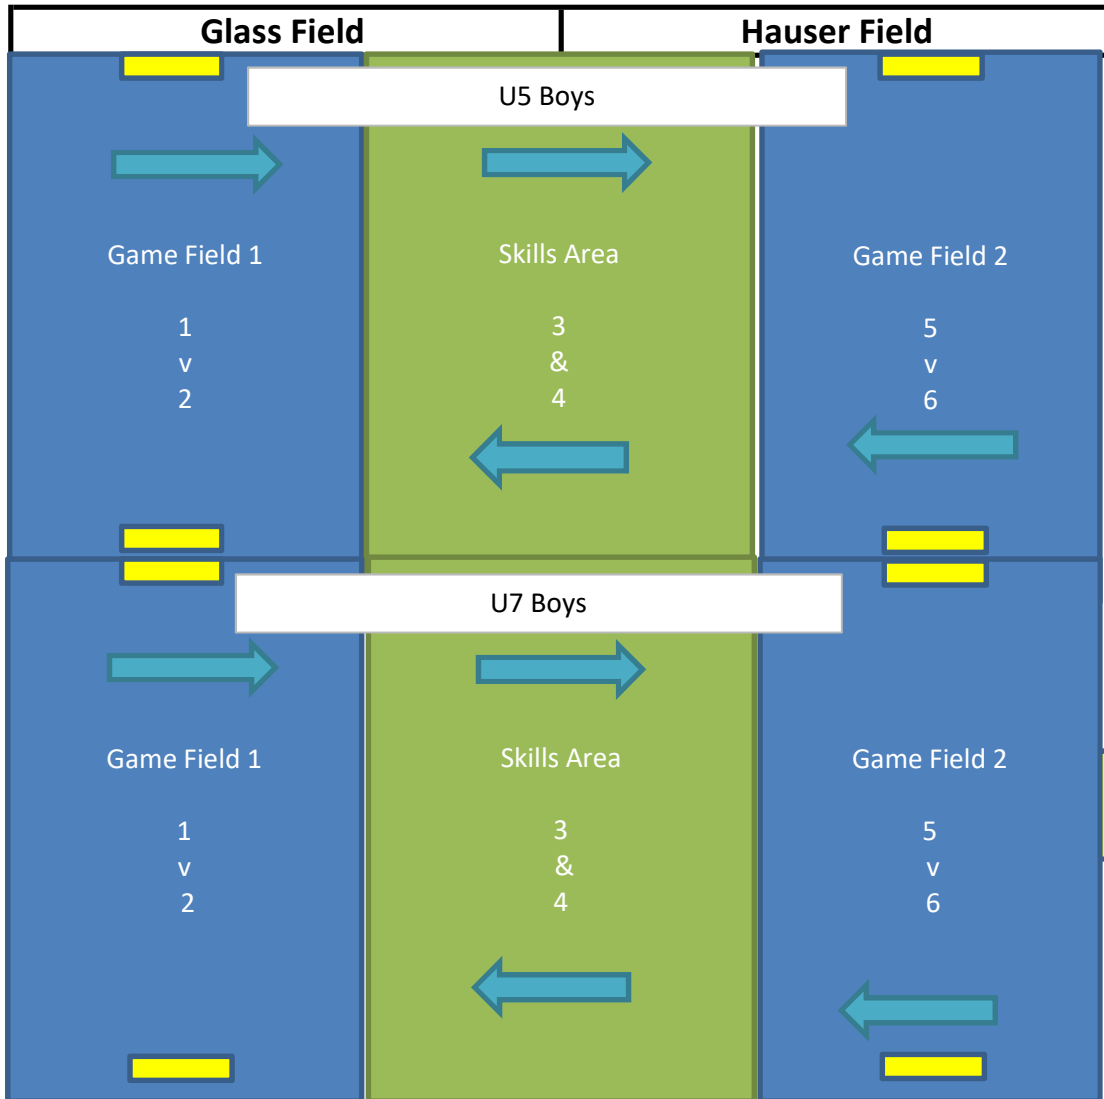 Glass Field
Hauser Field
U5 Boys
Game Field 1
1
v
2
Skills Area
3
&
4
Game Field 2
5
v
6
U7 Boys
Game Field 1
1
v
2
Skills Area
3
&
4
Game Field 2
5
v
6